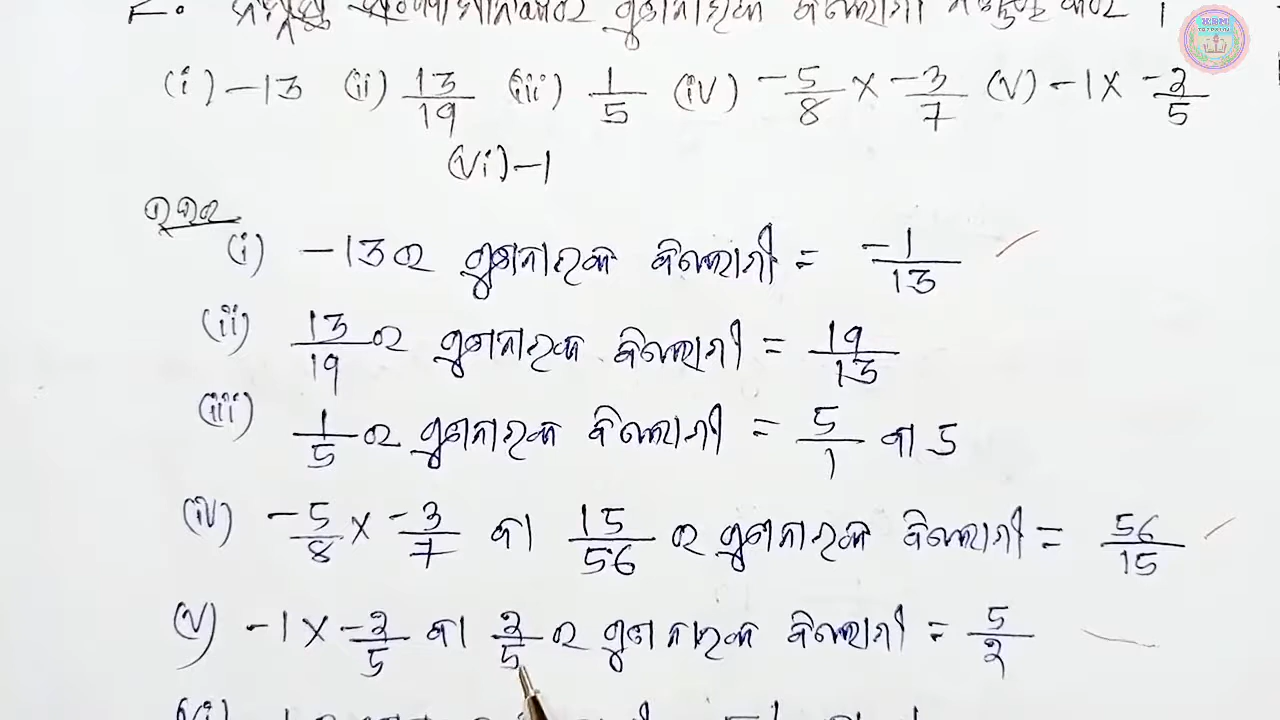 ଗୁଣନାତ୍ମକ ବିଲୋମୀ
(i) -13 (ii) 13/19 (iii) 1/5 (iv) -5/8 × -3/7 (v) -1 × -2/5
(vi) -1
ଉତ୍ତର
(i) -13ର ଗୁଣନାତ୍ମକ ବିଲୋମୀ = -1/13
(ii) 13/19 ର ଗୁଣନାତ୍ମକ ବିଲୋମୀ = 19/13
(iii) 1/5 ର ଗୁଣନାତ୍ମକ ବିଲୋମୀ = 5/1 ବା 5
(iv) -5/8 × -3/7 ବା 15/56 ର ଗୁଣନାତ୍ମକ ବିଲୋମୀ = 56/15
(v) -1 × -2/5 ବା 2/5 ର ଗୁଣନାତ୍ମକ ବିଲୋମୀ = 5/2